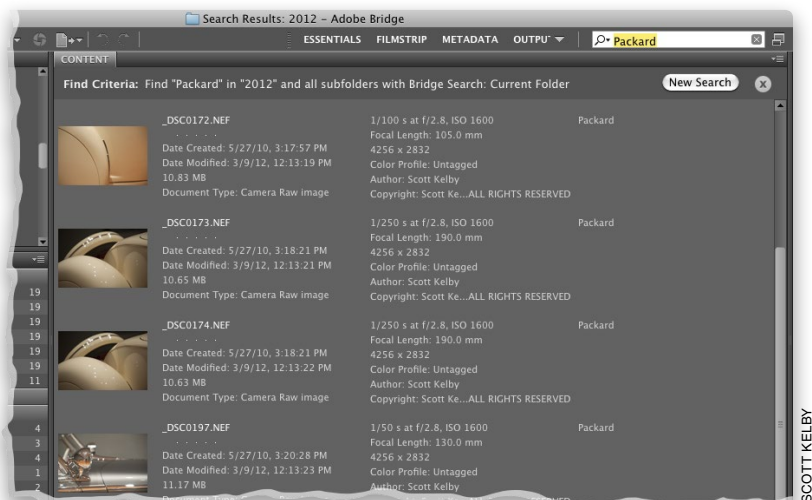 Search Results: 2012 – Adobe Bridge
ESSENTIALS FILMSTRIP METADATA OUTPU Packard
CONTENT
Find Criteria: Find "Packard" in "2012" and all subfolders with Bridge Search: Current Folder New Search
_DSC0172.NEF 1/100 s at f/2.8, ISO 1600 Packard
Focal Length: 105.0 mm
Date Created: 5/27/10, 3:17:57 PM 4256 x 2832
Date Modified: 3/9/12, 12:13:19 PM Color Profile: Untagged
10.83 MB Author: Scott Kelby
Document Type: Camera Raw image Copyright: Scott Ke...ALL RIGHTS RESERVED
_DSC0173.NEF 1/250 s at f/2.8, ISO 1600 Packard
Focal Length: 190.0 mm
Date Created: 5/27/10, 3:18:21 PM 4256 x 2832
Date Modified: 3/9/12, 12:13:21 PM Color Profile: Untagged
10.65 MB Author: Scott Kelby
Document Type: Camera Raw image Copyright: Scott Ke...ALL RIGHTS RESERVED
19
19
_DSC0174.NEF 1/250 s at f/2.8, ISO 1600 Packard
19
Focal Length: 190.0 mm
19
Date Created: 5/27/10, 3:18:21 PM 4256 x 2832
19
Date Modified: 3/9/12, 12:13:22 PM Color Profile: Untagged
19
10.63 MB Author: Scott Kelby
11
Document Type: Camera Raw image Copyright: Scott Ke...ALL RIGHTS RESERVED
4
_DSC0197.NEF 1/50 s at f/2.8, ISO 1600 Packard
3
Focal Length: 130.0 mm
4
Date Created: 5/27/10, 3:20:28 PM 4256 x 2832
1
Date Modified: 3/9/12, 12:13:23 PM Color Profile: Untagged
2
11.17 MB Author: Scott Kelby
SCOTT KELBY